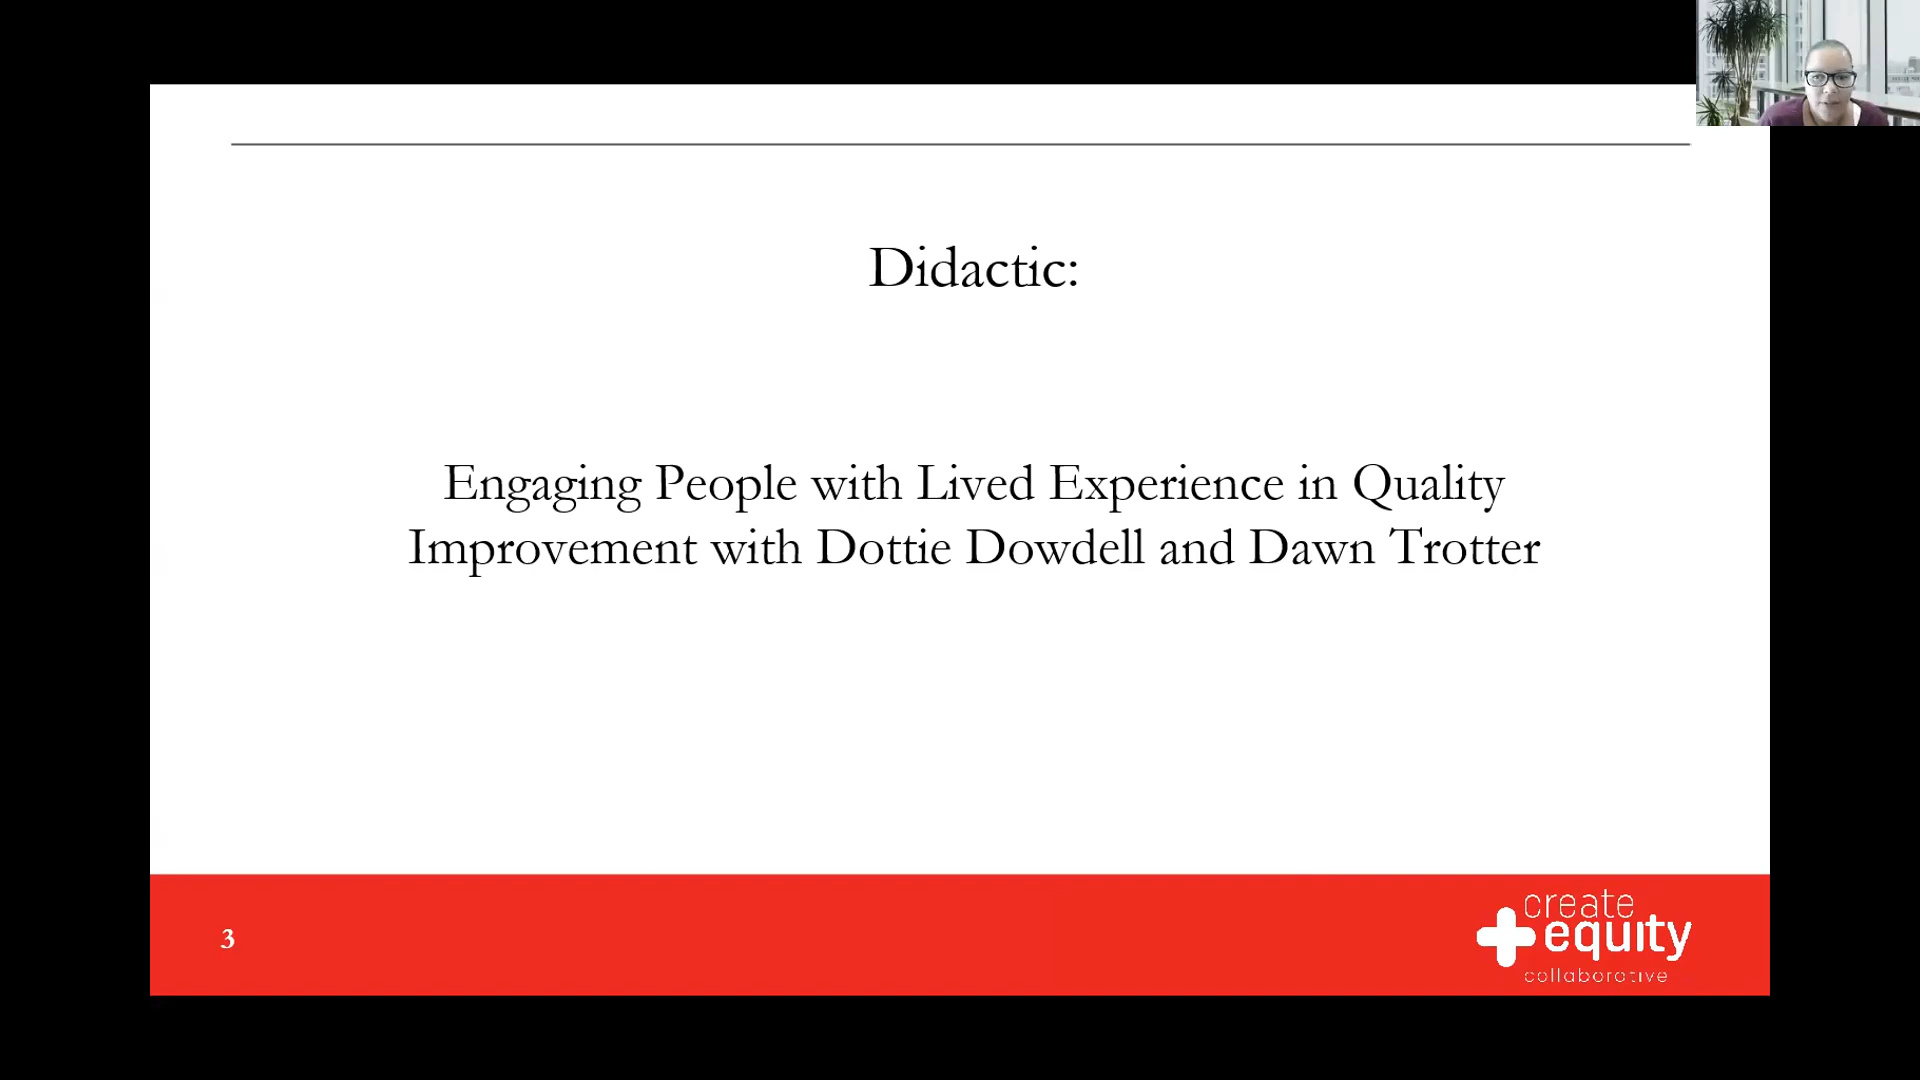 Didactic:
Engaging People with Lived Experience in Quality
Improvement with Dottie Dowdell and Dawn Trotter
3
create
equity
collaborative